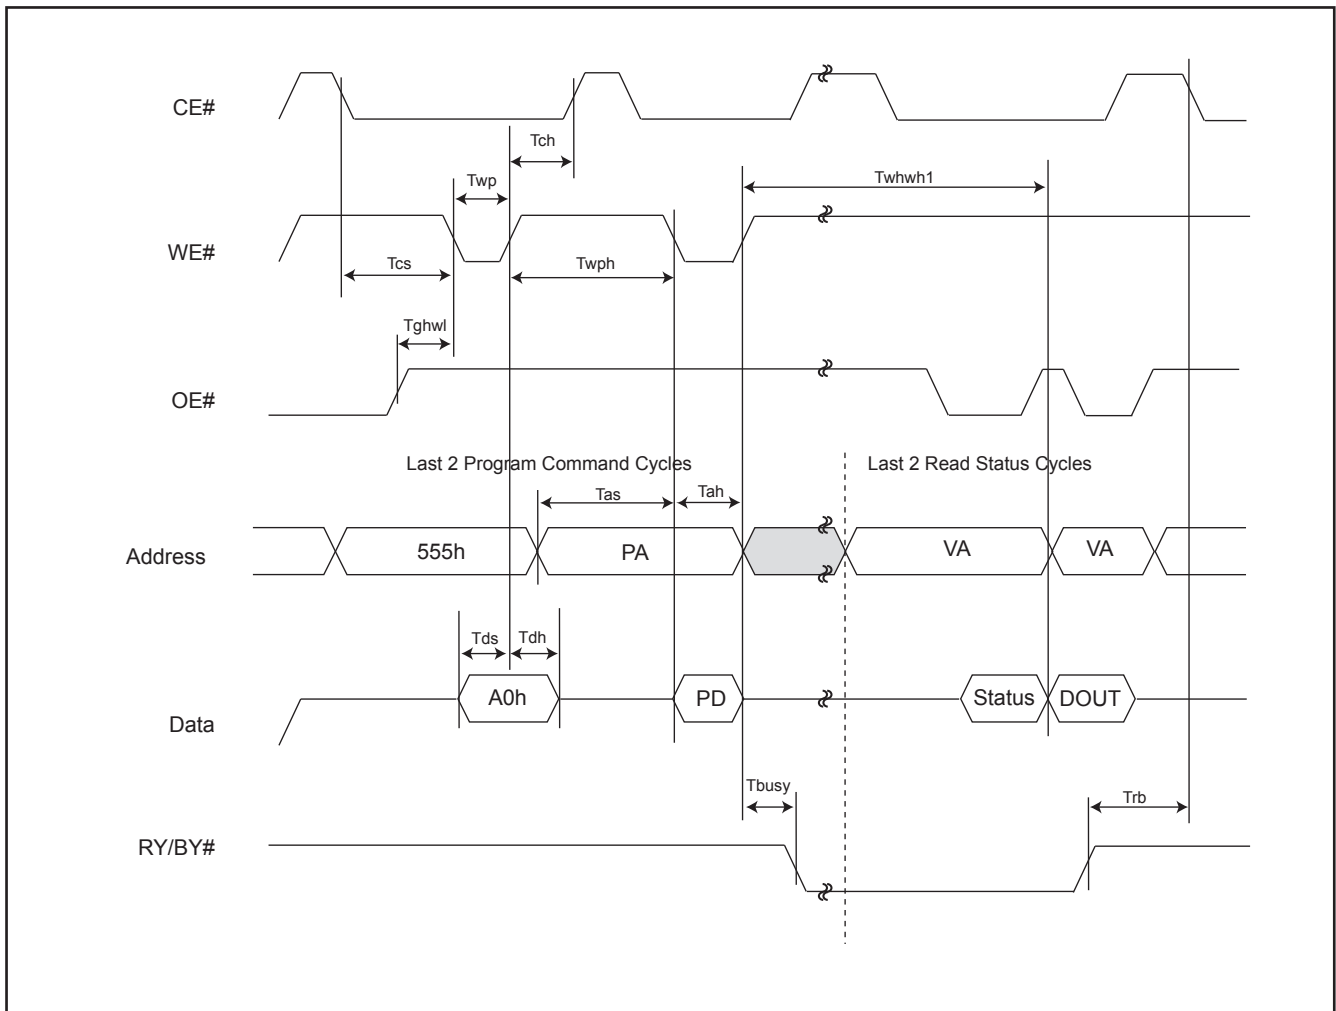 CE#
Tch
Twp
Twhwh1
WE#
Tcs
Twph
Tghwl
OE#
Last 2 Program Command Cycles
Last 2 Read Status Cycles
Tas
Tah
Address
555h
PA
VA
VA
Tds
Tdh
Data
A0h
PD
Status
DOUT
Tbusy
Trb
RY/BY#